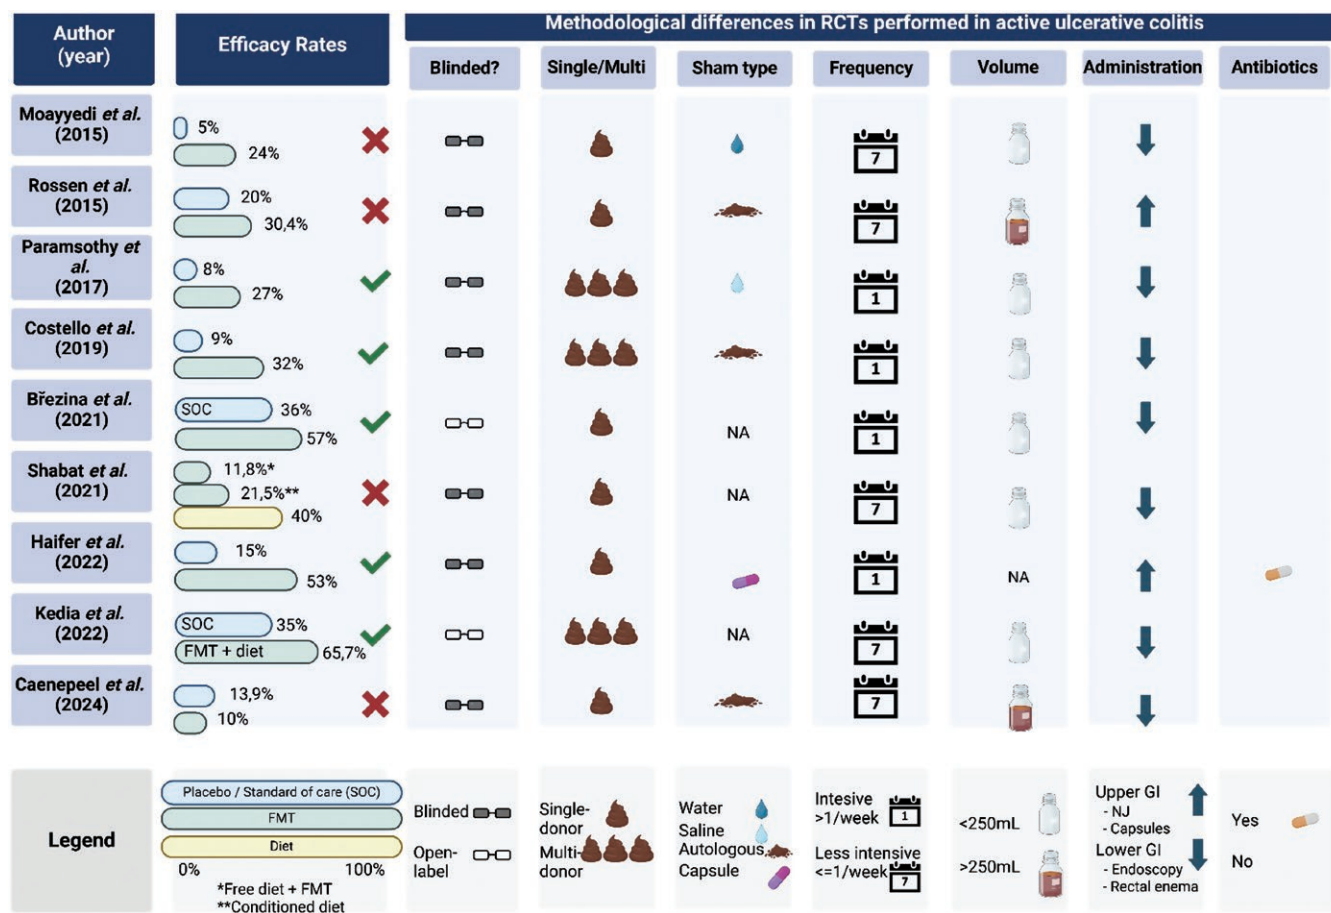 Methodological differences in RCTs performed in active ulcerative colitis
Author
(year)
Efficacy Rates
Blinded?
Single/Multi
Sham type
Frequency
Volume
Administration
Antibiotics
Moayyedi et al.
(2015)
5%
24%
7
Rossen et al.
(2015)
20%
30,4%
7
Paramsothy et
al.
(2017)
8%
27%
1
Costello et al.
(2019)
9%
32%
1
Březina et al.
(2021)
SOC 36%
57%
NA
1
Shabat et al.
(2021)
11,8%*
21,5%**
40%
NA
7
Haifer et al.
(2022)
15%
53%
1
NA
Kedia et al.
(2022)
SOC 35%
FMT + diet 65,7%
NA
7
Caenepeel et al.
(2024)
13,9%
10%
7
Legend
Placebo / Standard of care (SOC)
FMT
Diet
0% 100%
*Free diet + FMT
**Conditioned diet
Blinded
Open-
label
Single-
donor
Multi-
donor
Water
Saline
Autologous
Capsule
Intesive
>1/week
1
Less intensive
<=1/week
7
<250mL
>250mL
Upper GI
- NJ
- Capsules
Lower GI
- Endoscopy
- Rectal enema
Yes
No